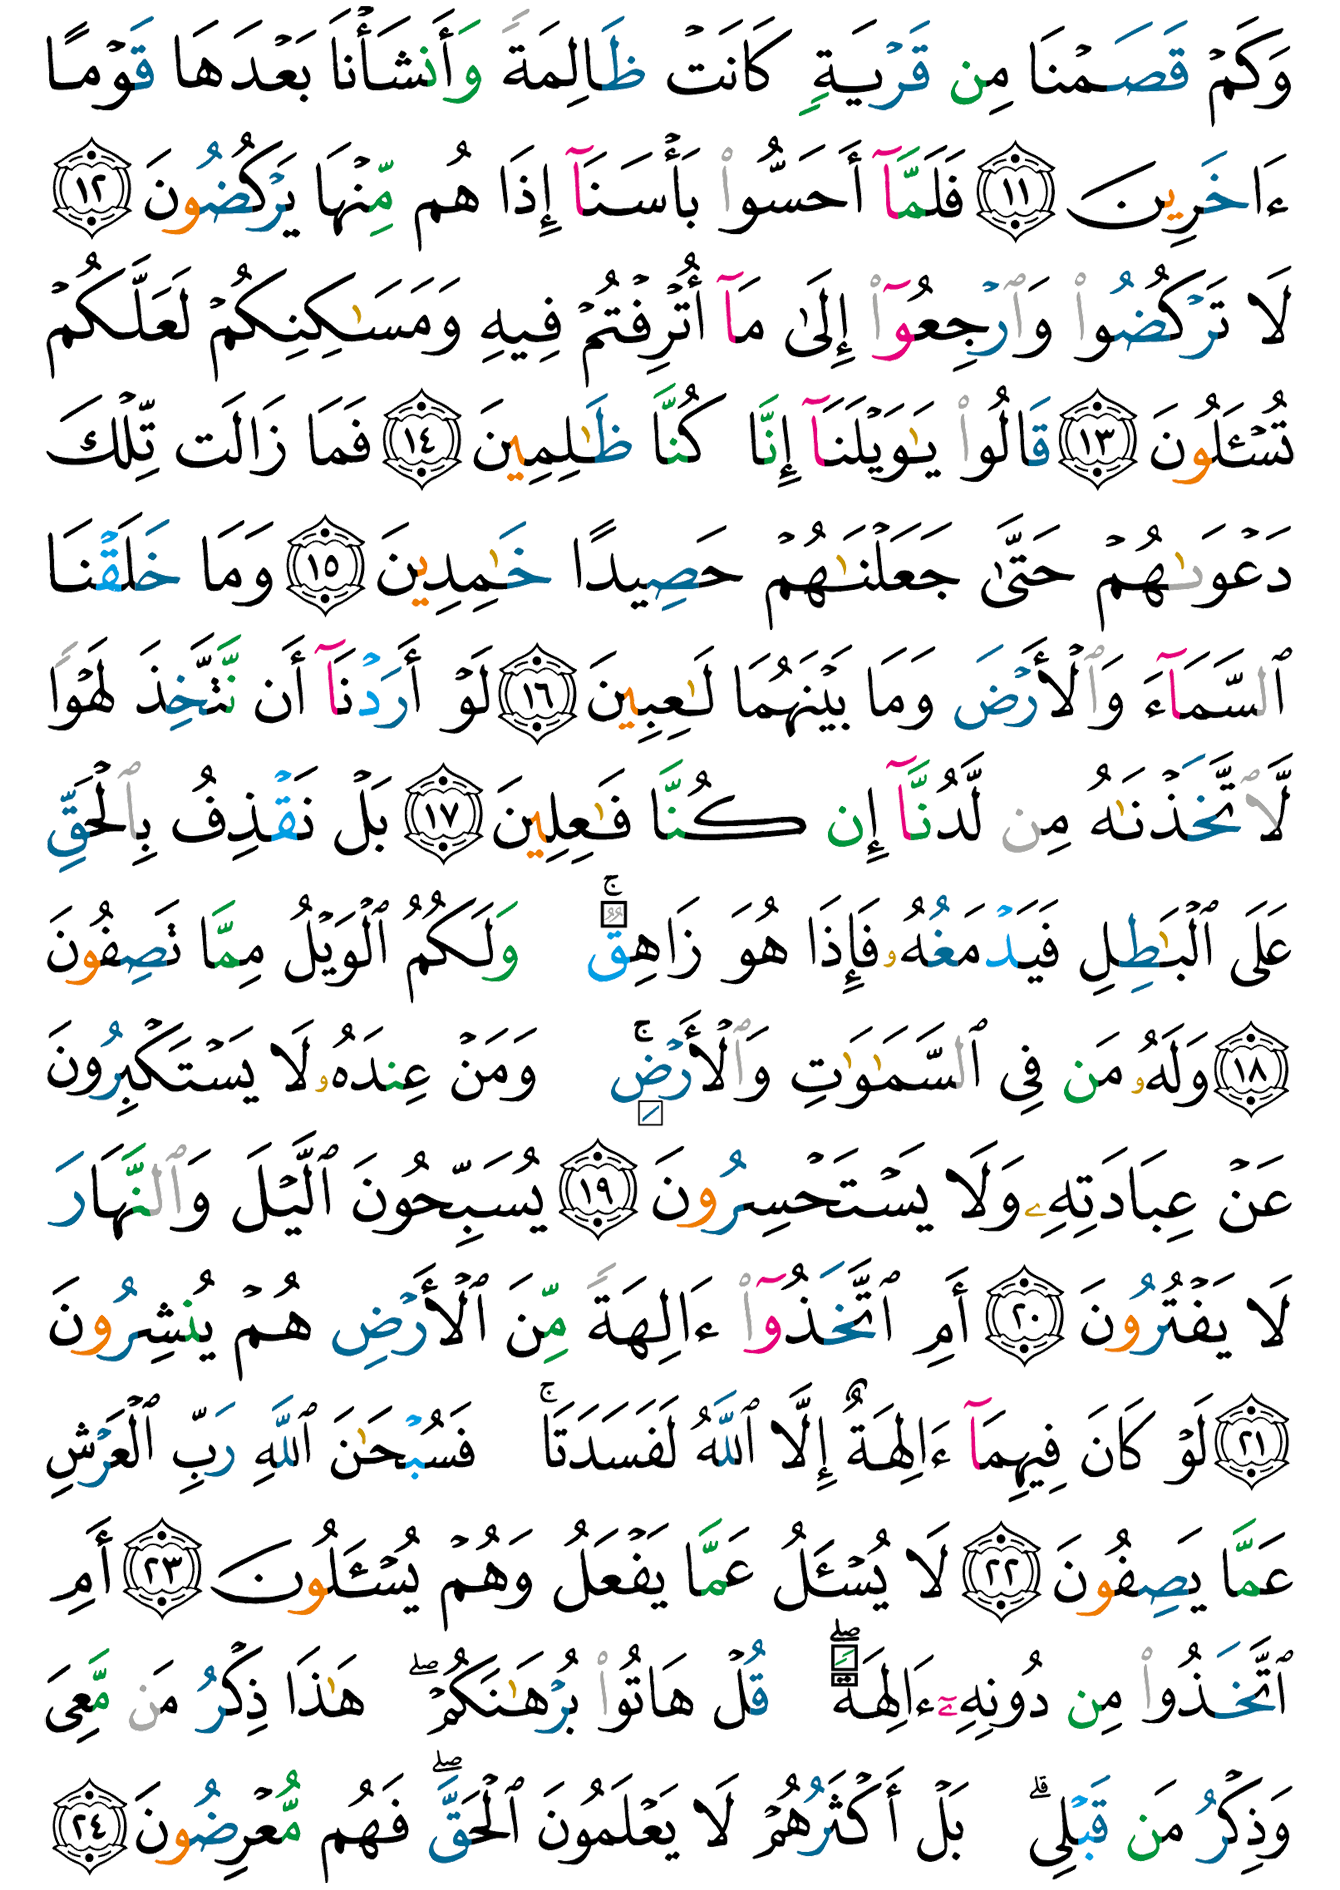 وَكَمۡ قَصَمۡنَا مِن قَرۡيَةٖ كَانَتۡ ظَالِمَةٗ وَأَنشَأۡنَا بَعۡدَهَا قَوۡمًا
ءَاخَرِينَ ١١ فَلَمَّآ أَحَسُّواْ بَأۡسَنَآ إِذَا هُم مِّنۡهَا يَرۡكُضُونَ ١٢
لَا تَرۡكُضُواْ وَٱرۡجِعُوٓاْ إِلَىٰ مَآ أُتۡرِفۡتُمۡ فِيهِ وَمَسَٰكِنِكُمۡ لَعَلَّكُمۡ
تُسۡـَٔلُونَ ١٣ قَالُواْ يَٰوَيۡلَنَآ إِنَّا كُنَّا ظَٰلِمِينَ ١٤ فَمَا زَالَت تِّلۡكَ
دَعۡوَىٰهُمۡ حَتَّىٰ جَعَلۡنَٰهُمۡ حَصِيدًا خَٰمِدِينَ ١٥ وَمَا خَلَقۡنَا
ٱلسَّمَآءَ وَٱلۡأَرۡضَ وَمَا بَيۡنَهُمَا لَٰعِبِينَ ١٦ لَوۡ أَرَدۡنَآ أَن نَّتَّخِذَ لَهۡوٗا
لَّٱتَّخَذۡنَٰهُ مِن لَّدُنَّآ إِن كُنَّا فَٰعِلِينَ ١٧ بَلۡ نَقۡذِفُ بِٱلۡحَقِّ
عَلَى ٱلۡبَٰطِلِ فَيَدۡمَغُهُۥ فَإِذَا هُوَ زَاهِقٞۚ وَلَكُمُ ٱلۡوَيۡلُ مِمَّا تَصِفُونَ
١٨ وَلَهُۥ مَن فِي ٱلسَّمَٰوَٰتِ وَٱلۡأَرۡضِۚ وَمَنۡ عِندَهُۥ لَا يَسۡتَكۡبِرُونَ
عَنۡ عِبَادَتِهِۦ وَلَا يَسۡتَحۡسِرُونَ ١٩ يُسَبِّحُونَ ٱلَّيۡلَ وَٱلنَّهَارَ
لَا يَفۡتُرُونَ ٢٠ أَمِ ٱتَّخَذُوٓاْ ءَالِهَةٗ مِّنَ ٱلۡأَرۡضِ هُمۡ يُنشِرُونَ
٢١ لَوۡ كَانَ فِيهِمَآ ءَالِهَةٌ إِلَّا ٱللَّهُ لَفَسَدَتَاۚ فَسُبۡحَٰنَ ٱللَّهِ رَبِّ ٱلۡعَرۡشِ
عَمَّا يَصِفُونَ ٢٢ لَا يُسۡـَٔلُ عَمَّا يَفۡعَلُ وَهُمۡ يُسۡـَٔلُونَ ٢٣ أَمِ
ٱتَّخَذُواْ مِن دُونِهِۦٓ ءَالِهَةٗۖ قُلۡ هَاتُواْ بُرۡهَٰنَكُمۡۖ هَٰذَا ذِكۡرُ مَن مَّعِيَ
وَذِكۡرُ مَن قَبۡلِيۗ بَلۡ أَكۡثَرُهُمۡ لَا يَعۡلَمُونَ ٱلۡحَقَّۖ فَهُم مُّعۡرِضُونَ ٢٤